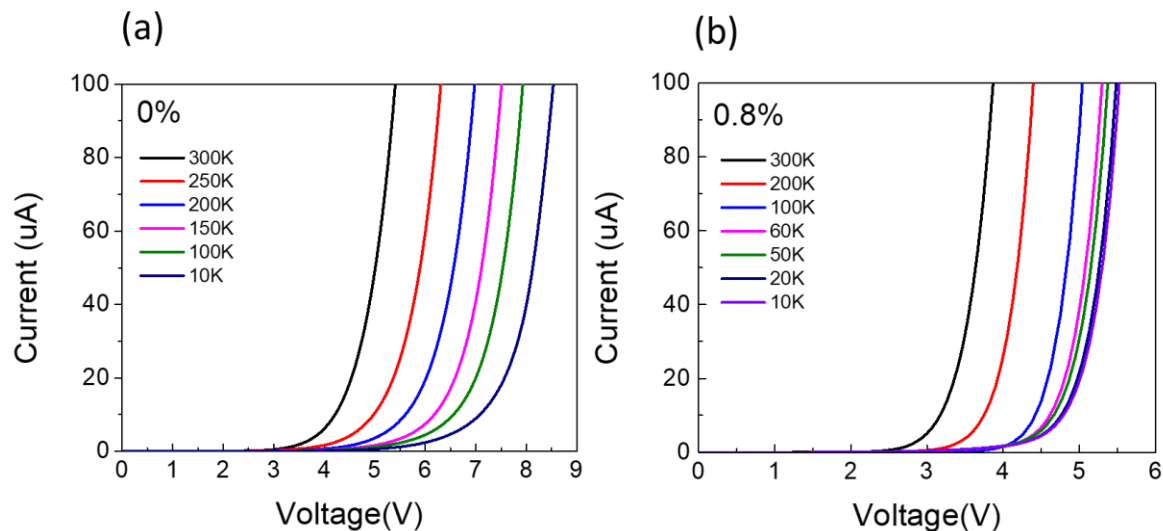 (a)
0%
300K
250K
200K
150K
100K
10K
100
80
60
40
20
0
Current (uA)
0 1 2 3 4 5 6 7 8 9
Voltage(V)
(b)
0.8%
300K
200K
100K
60K
50K
20K
10K
100
80
60
40
20
0
Current (uA)
0 1 2 3 4 5 6
Voltage(V)